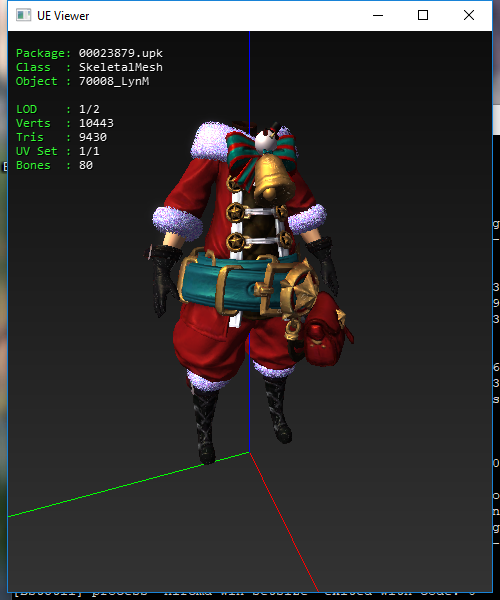 UE Viewer
Package: 00023879.upk
Class : SkeletalMesh
Object : 70008_LynM
LOD : 1/2
Verts : 10443
Tris : 9430
UV Set : 1/1
Bones : 80